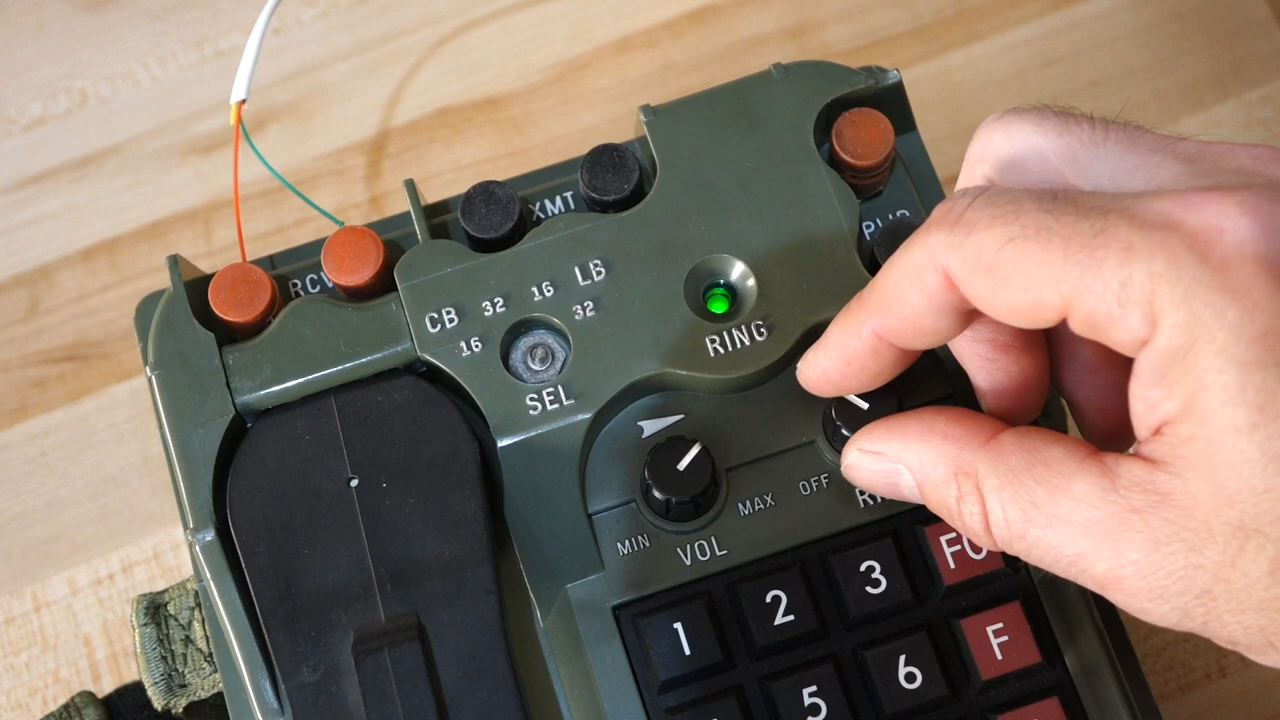 XMT
PWR
RCV
CB 32 16 LB
16 32
SEL
RING
MIN MAX
VOL
OFF
1 2 3
F
5 6